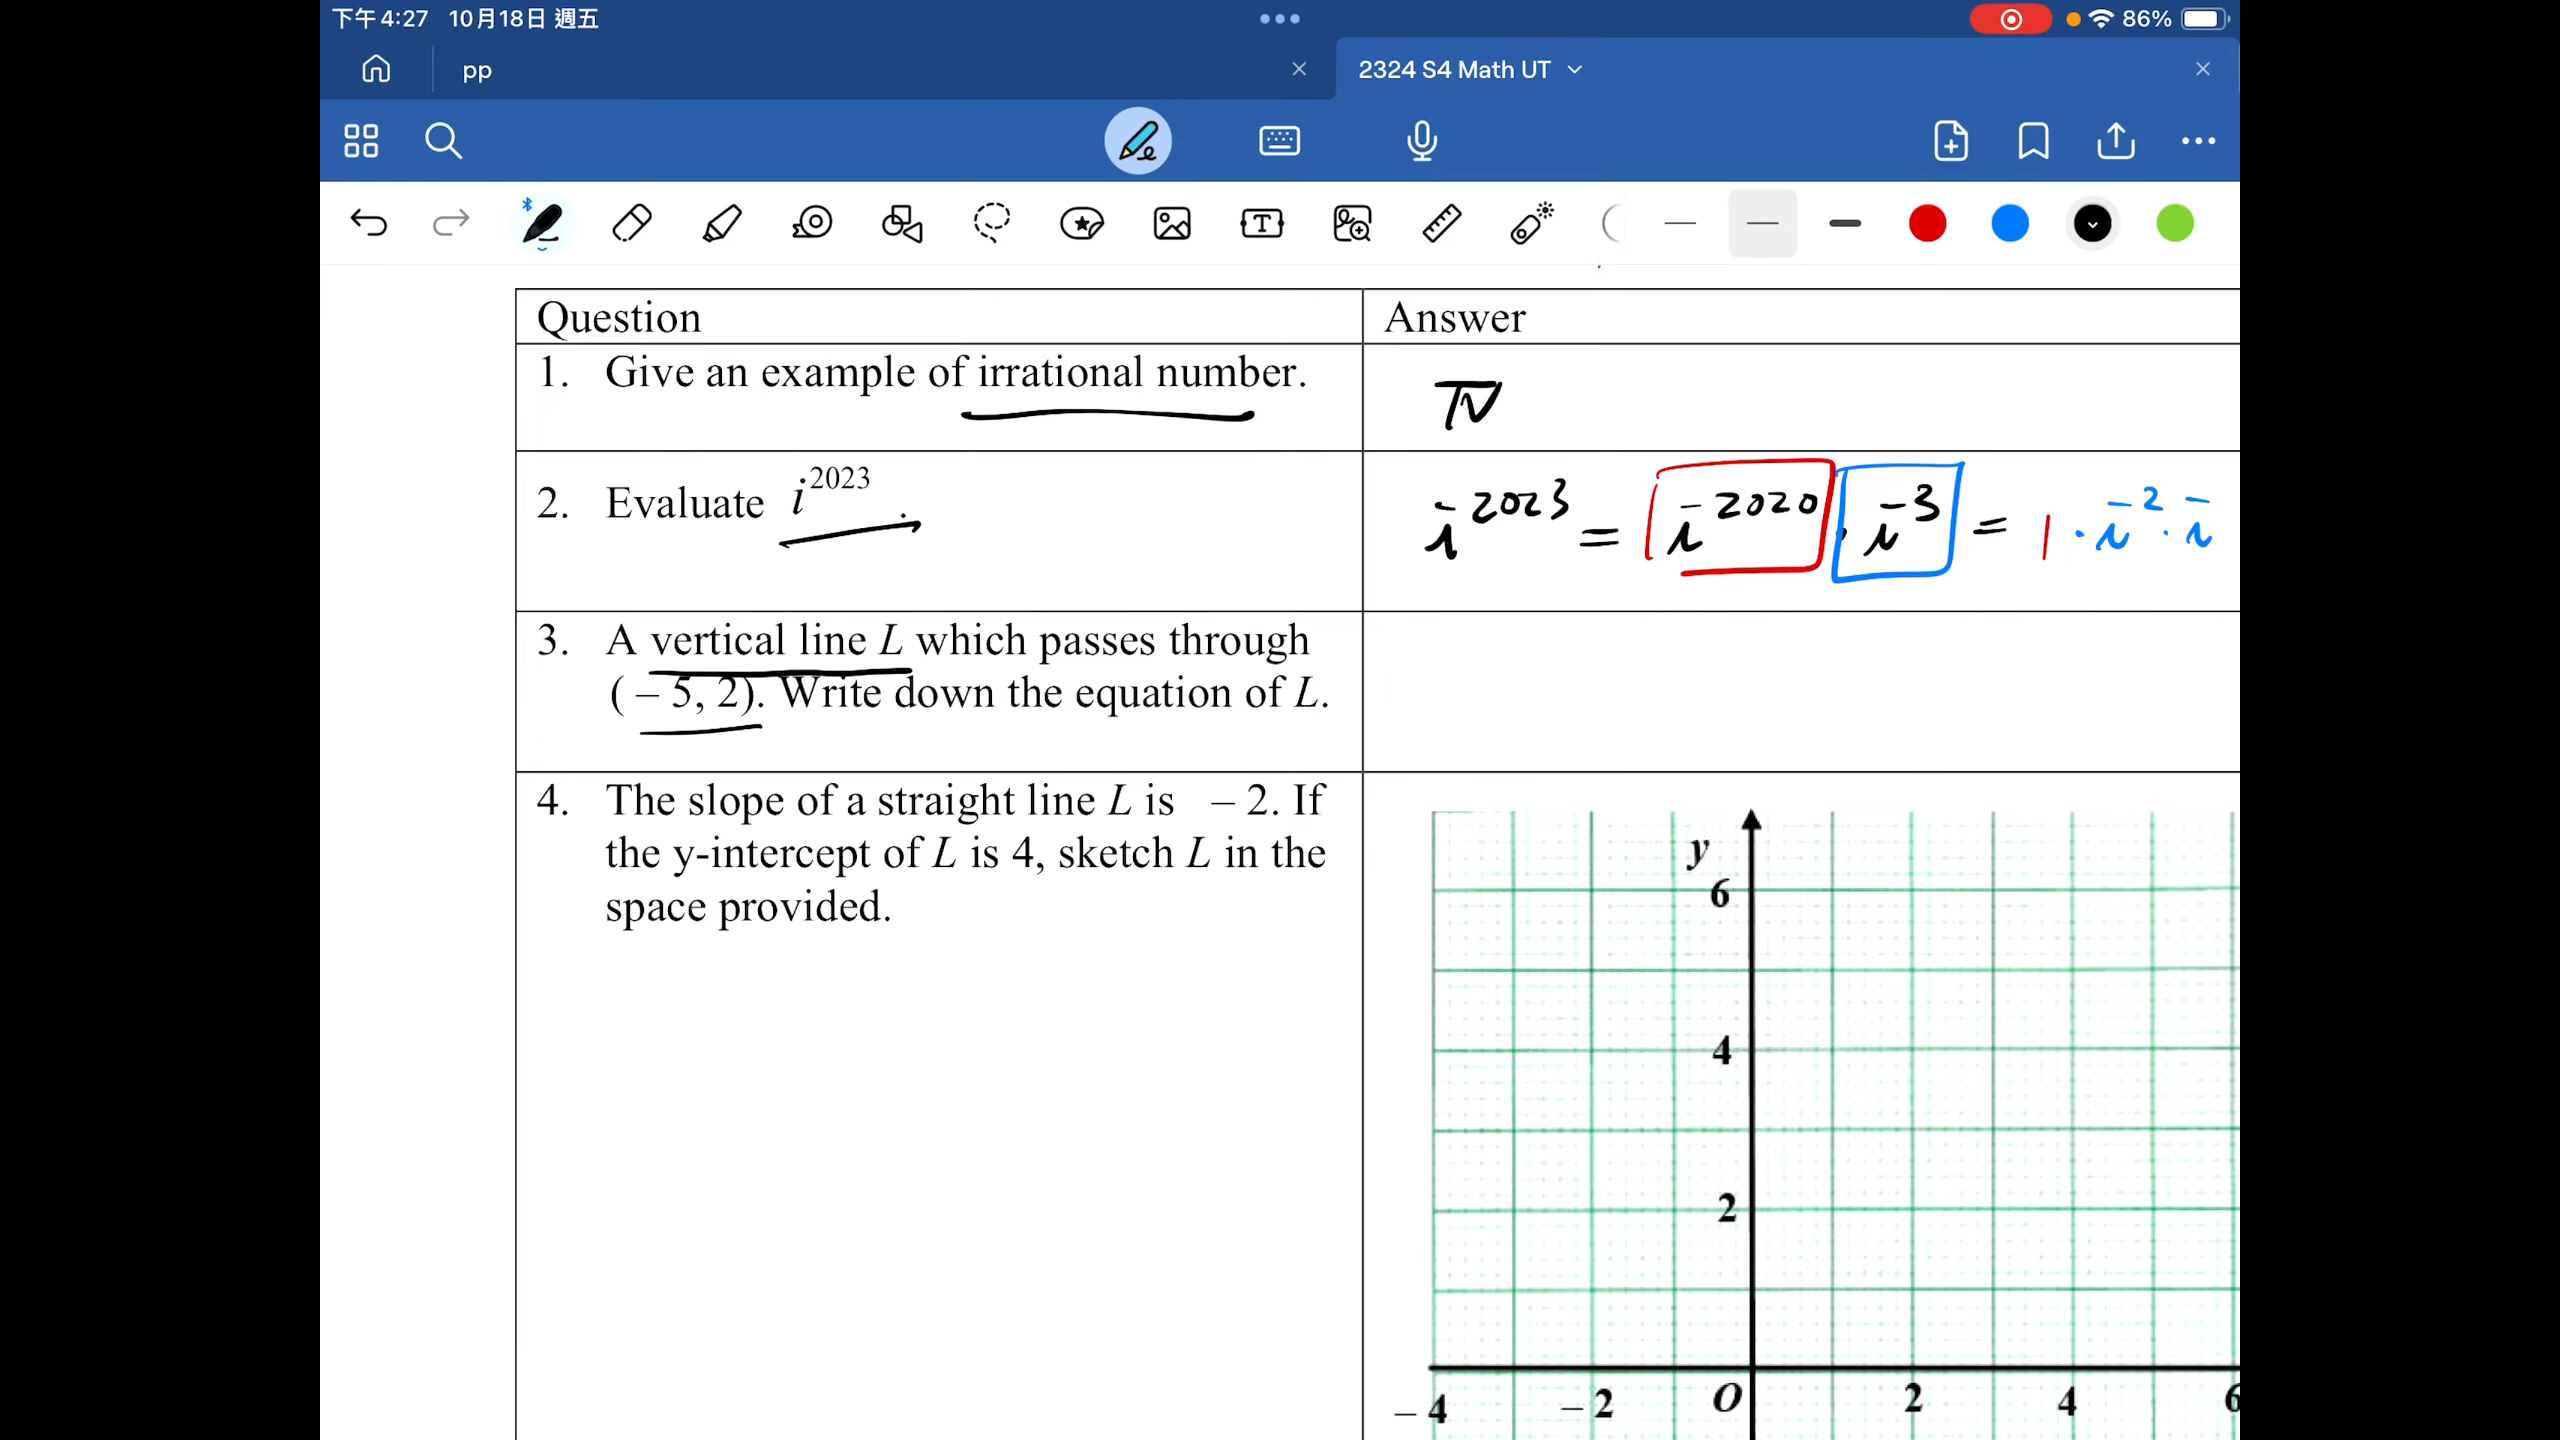 下午4:27 10月18日 週五 86%
pp 2324 S4 Math UT
Question Answer
1. Give an example of irrational number. π
2. Evaluate i^2023 . i^2023 = i^2020 · i^3 = 1 · i^2 · i
3. A vertical line L which passes through
( – 5, 2). Write down the equation of L.
4. The slope of a straight line L is – 2. If
the y-intercept of L is 4, sketch L in the
space provided.
y
6
4
2
– 4 – 2 O 2 4 6